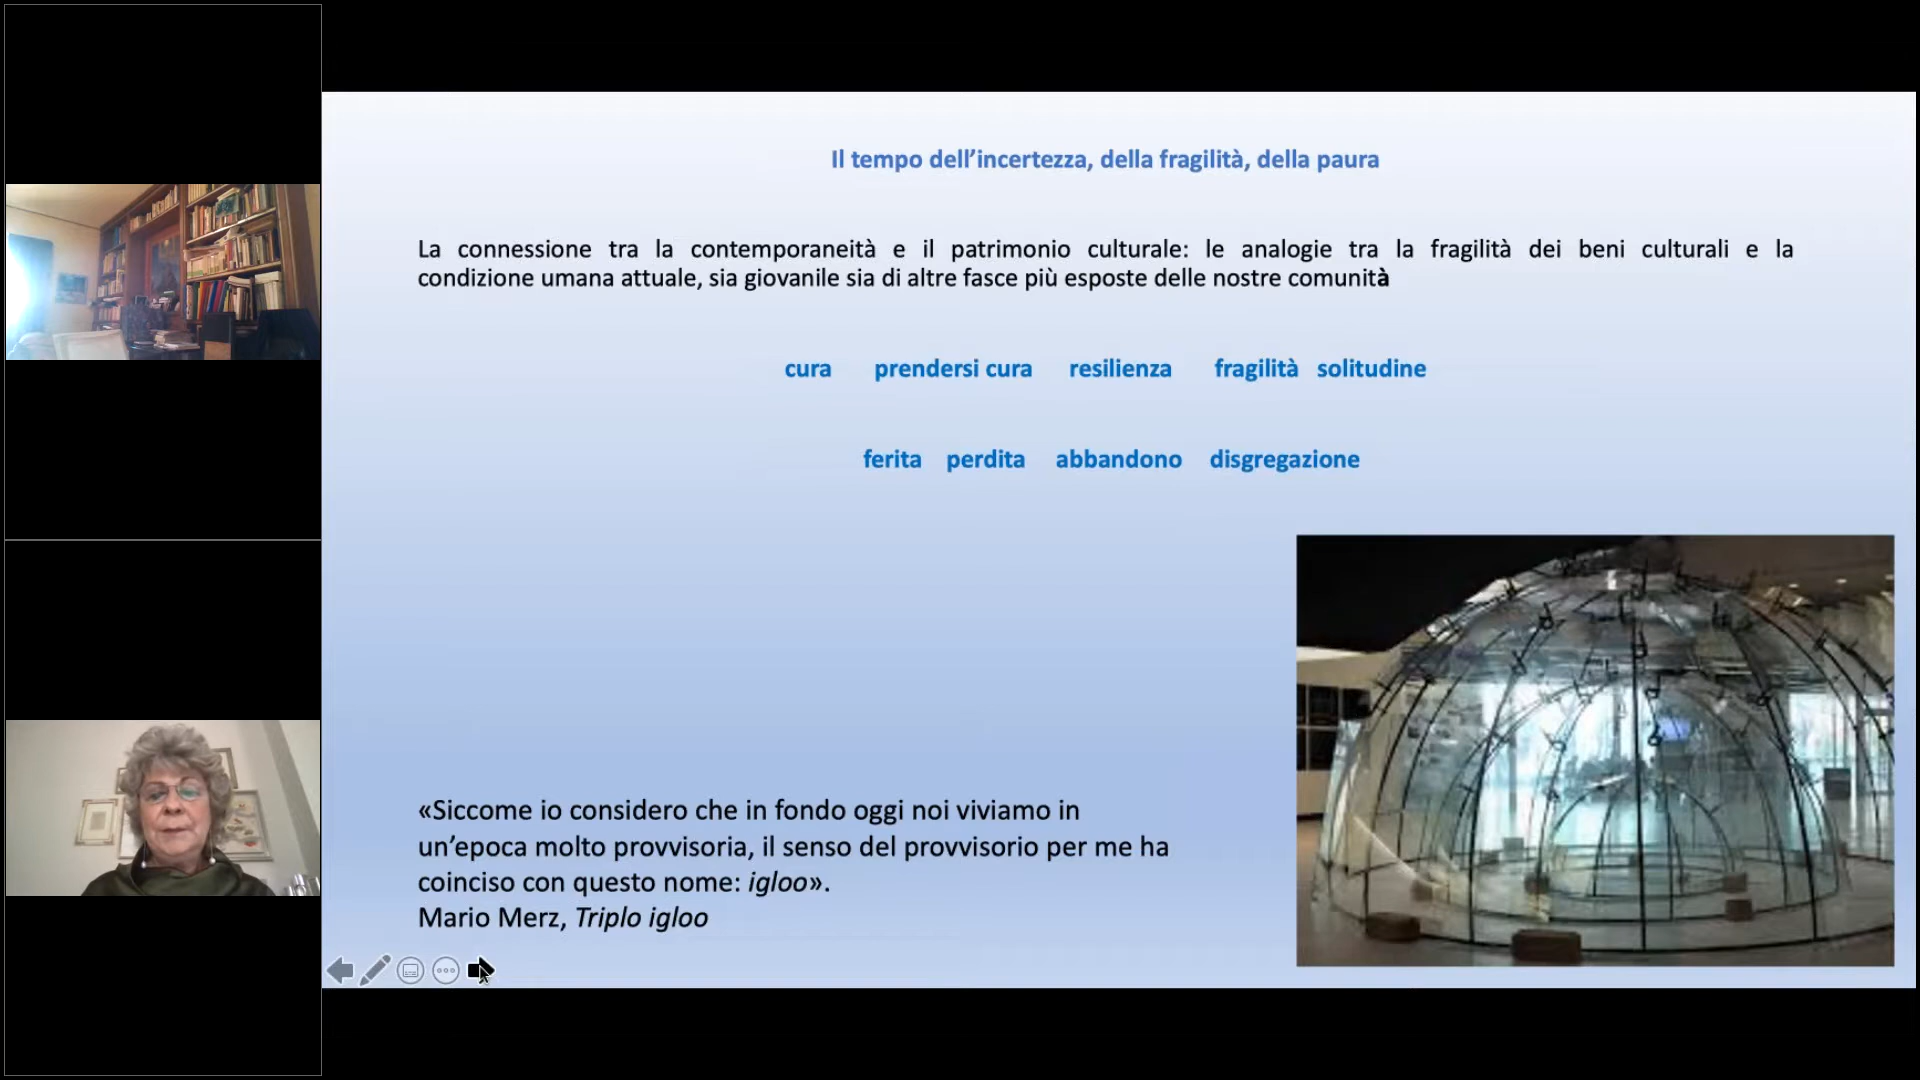 Il tempo dell’incertezza, della fragilità, della paura
La connessione tra la contemporaneità e il patrimonio culturale: le analogie tra la fragilità dei beni culturali e la
condizione umana attuale, sia giovanile sia di altre fasce più esposte delle nostre comunità
cura prendersi cura resilienza fragilità solitudine
ferita perdita abbandono disgregazione
«Siccome io considero che in fondo oggi noi viviamo in
un’epoca molto provvisoria, il senso del provvisorio per me ha
coinciso con questo nome: igloo».
Mario Merz, Triplo igloo